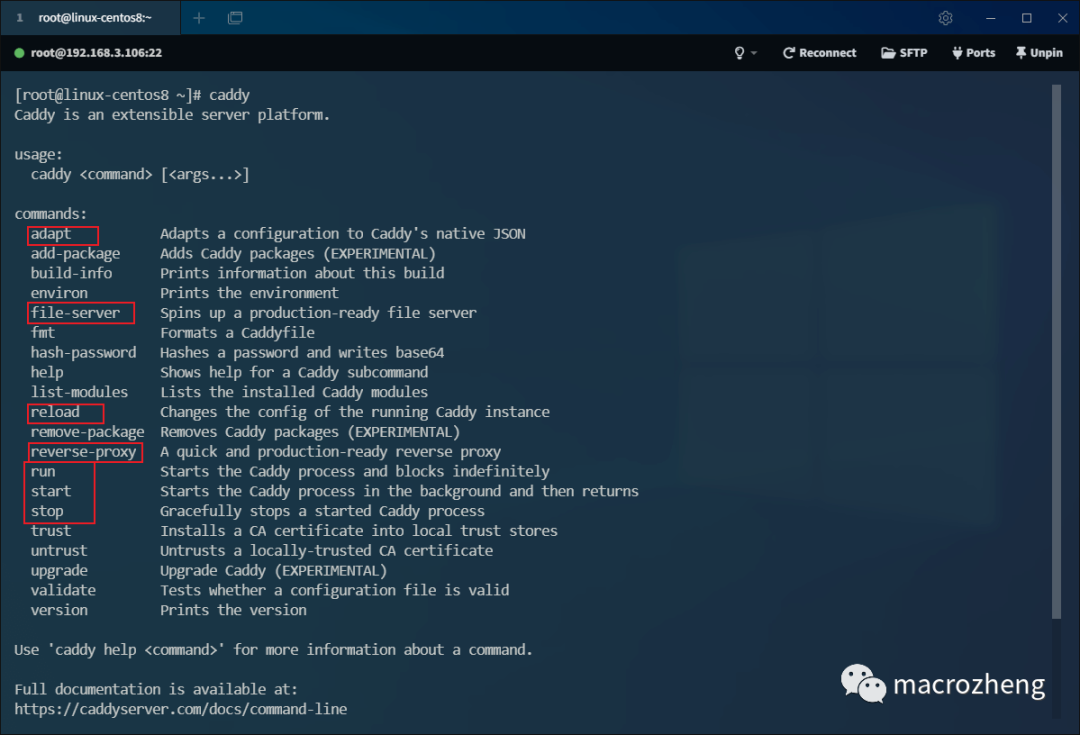 1 root@linux-centos8:~
root@192.168.3.106:22 Reconnect SFTP Ports Unpin
[root@linux-centos8 ~]# caddy
Caddy is an extensible server platform.
usage:
caddy <command> [<args...>]
commands:
adapt Adapts a configuration to Caddy's native JSON
add-package Adds Caddy packages (EXPERIMENTAL)
build-info Prints information about this build
environ Prints the environment
file-server Spins up a production-ready file server
fmt Formats a Caddyfile
hash-password Hashes a password and writes base64
help Shows help for a Caddy subcommand
list-modules Lists the installed Caddy modules
reload Changes the config of the running Caddy instance
remove-package Removes Caddy packages (EXPERIMENTAL)
reverse-proxy A quick and production-ready reverse proxy
run Starts the Caddy process and blocks indefinitely
start Starts the Caddy process in the background and then returns
stop Gracefully stops a started Caddy process
trust Installs a CA certificate into local trust stores
untrust Untrusts a locally-trusted CA certificate
upgrade Upgrade Caddy (EXPERIMENTAL)
validate Tests whether a configuration file is valid
version Prints the version
Use 'caddy help <command>' for more information about a command.
Full documentation is available at:
https://caddyserver.com/docs/command-line
macrozheng